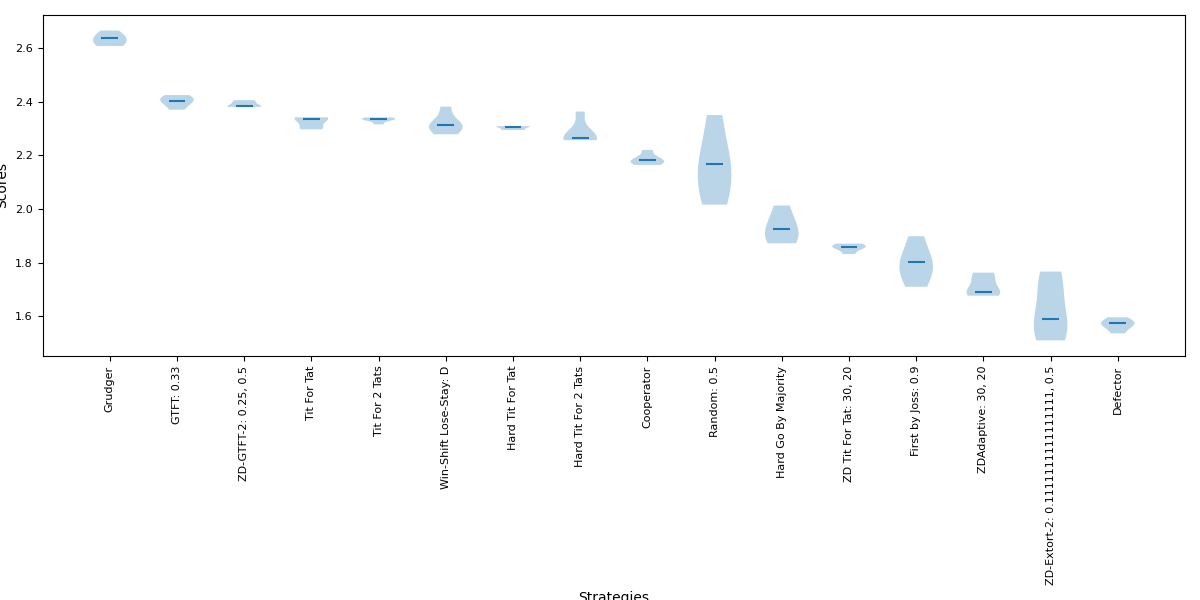 2.6
2.4
2.2
2.0
1.8
1.6
Scores
Grudger
GTFT: 0.33
ZD-GTFT-2: 0.25, 0.5
Tit For Tat
Tit For 2 Tats
Win-Shift Lose-Stay: D
Hard Tit For Tat
Hard Tit For 2 Tats
Cooperator
Random: 0.5
Hard Go By Majority
ZD Tit For Tat: 30, 20
First by Joss: 0.9
ZDAdaptive: 30, 20
ZD-Extort-2: 0.1111111111111111, 0.5
Defector
Strategies